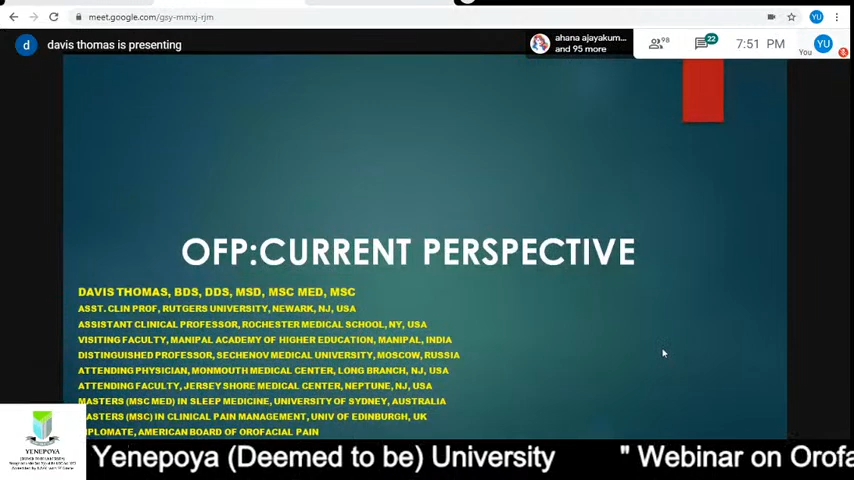 meet.google.com/gsy-mmxj-rjm
YU
d
davis thomas is presenting
ahana ajayakum...
and 95 more
98
22
7:51 PM
YU
You
OFP:CURRENT PERSPECTIVE
DAVIS THOMAS, BDS, DDS, MSD, MSC MED, MSC
ASST. CLIN PROF, RUTGERS UNIVERSITY, NEWARK, NJ, USA
ASSISTANT CLINICAL PROFESSOR, ROCHESTER MEDICAL SCHOOL, NY, USA
VISITING FACULTY, MANIPAL ACADEMY OF HIGHER EDUCATION, MANIPAL, INDIA
DISTINGUISHED PROFESSOR, SECHENOV MEDICAL UNIVERSITY, MOSCOW, RUSSIA
ATTENDING PHYSICIAN, MONMOUTH MEDICAL CENTER, LONG BRANCH, NJ, USA
ATTENDING FACULTY, JERSEY SHORE MEDICAL CENTER, NEPTUNE, NJ, USA
MASTERS (MSC MED) IN SLEEP MEDICINE, UNIVERSITY OF SYDNEY, AUSTRALIA
MASTERS (MSC) IN CLINICAL PAIN MANAGEMENT, UNIV OF EDINBURGH, UK
DIPLOMATE, AMERICAN BOARD OF OROFACIAL PAIN
YENEPOYA
Yenepoya (Deemed to be) University " Webinar on Orofa